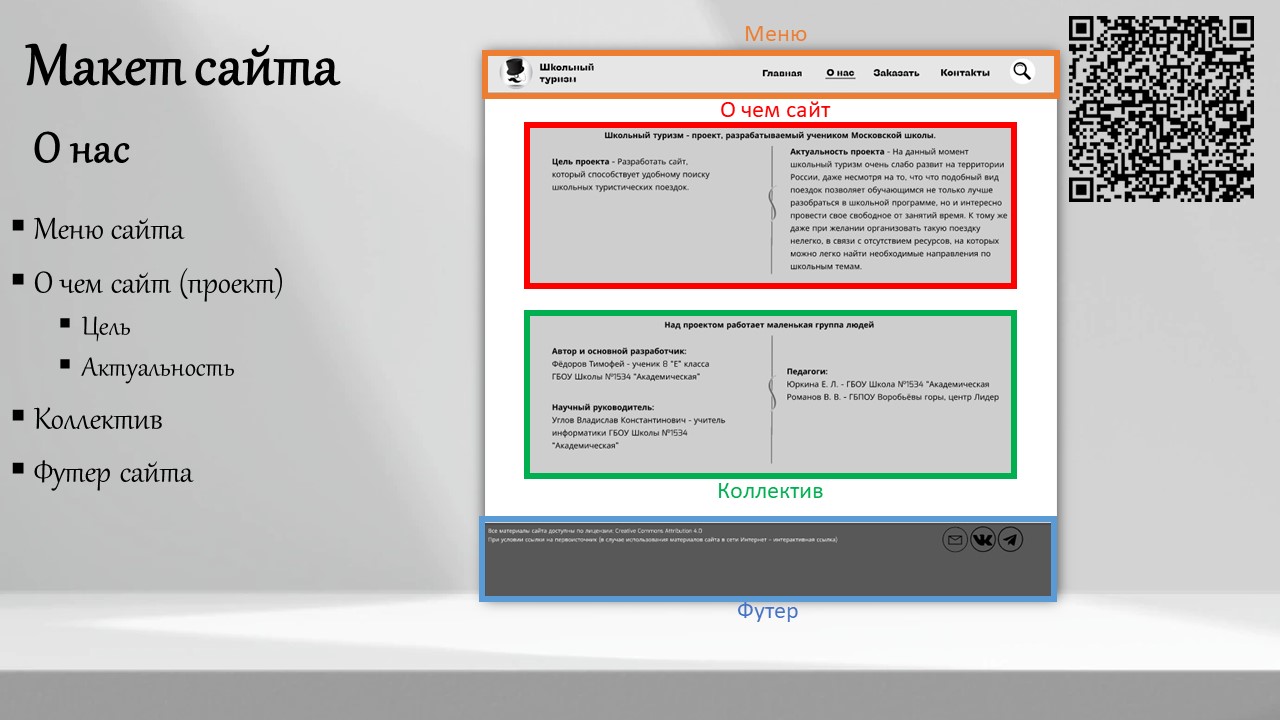 Макет сайта
О нас
Меню сайта
О чем сайт (проект)
Цель
Актуальность
Коллектив
Футер сайта
Меню
Школьный
туризм
Главная О нас Заказать Контакты
О чем сайт
Школьный туризм - проект, разрабатываемый учеником Московской школы.
Цель проекта - Разработать сайт,
который способствует удобному поиску
школьных туристических поездок.
Актуальность проекта - На данный момент
школьный туризм очень слабо развит на территории
России, даже несмотря на то, что что подобный вид
поездок позволяет обучающимся не только лучше
разобраться в школьной программе, но и интересно
провести свое свободное от занятий время. К тому же
даже при желании организовать такую поездку
нелегко, в связи с отсутствием ресурсов, на которых
можно легко найти необходимые направления по
школьным темам.
Над проектом работает маленькая группа людей
Автор и основной разработчик:
Фёдоров Тимофей - ученик 8 "Е" класса
ГБОУ Школы №1534 "Академическая"
Научный руководитель:
Углов Владислав Константинович - учитель
информатики ГБОУ Школы №1534
"Академическая"
Педагоги:
Юркина Е. Л. - ГБОУ Школа №1534 "Академическая
Романов В. В. - ГБПОУ Воробьёвы горы, центр Лидер
Коллектив
Все материалы сайта доступны по лицензии: Creative Commons Attribution 4.0
При условии ссылки на первоисточник (в случае использования материалов сайта в сети Интернет – интерактивная ссылка)
Футер